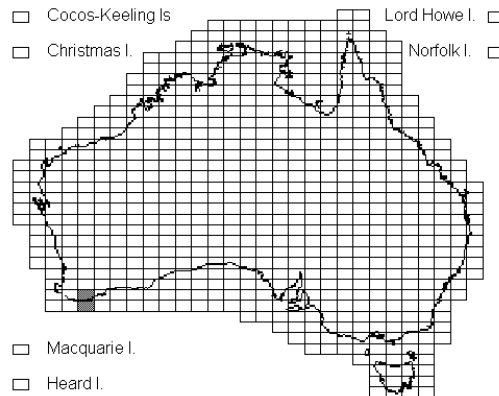 Cocos-Keeling Is
Lord Howe I.
Christmas I.
Norfolk I.
Macquarie I.
Heard I.